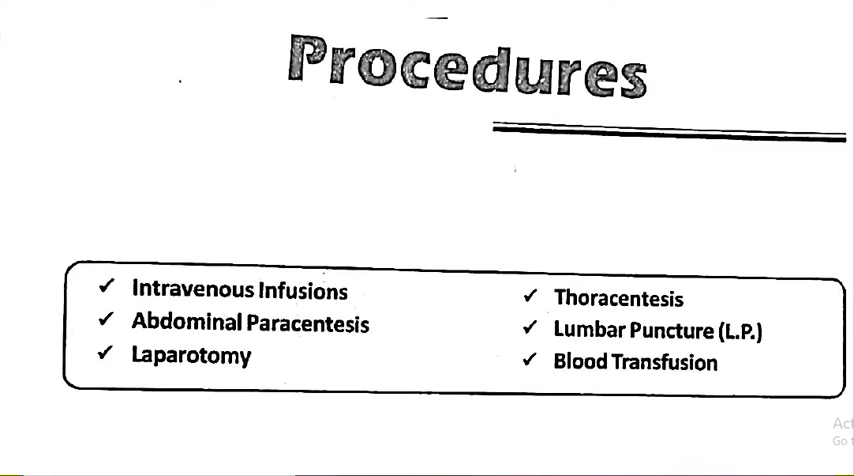 Procedures
✓ Intravenous Infusions
✓ Abdominal Paracentesis
✓ Laparotomy
✓ Thoracentesis
✓ Lumbar Puncture (L.P.)
✓ Blood Transfusion